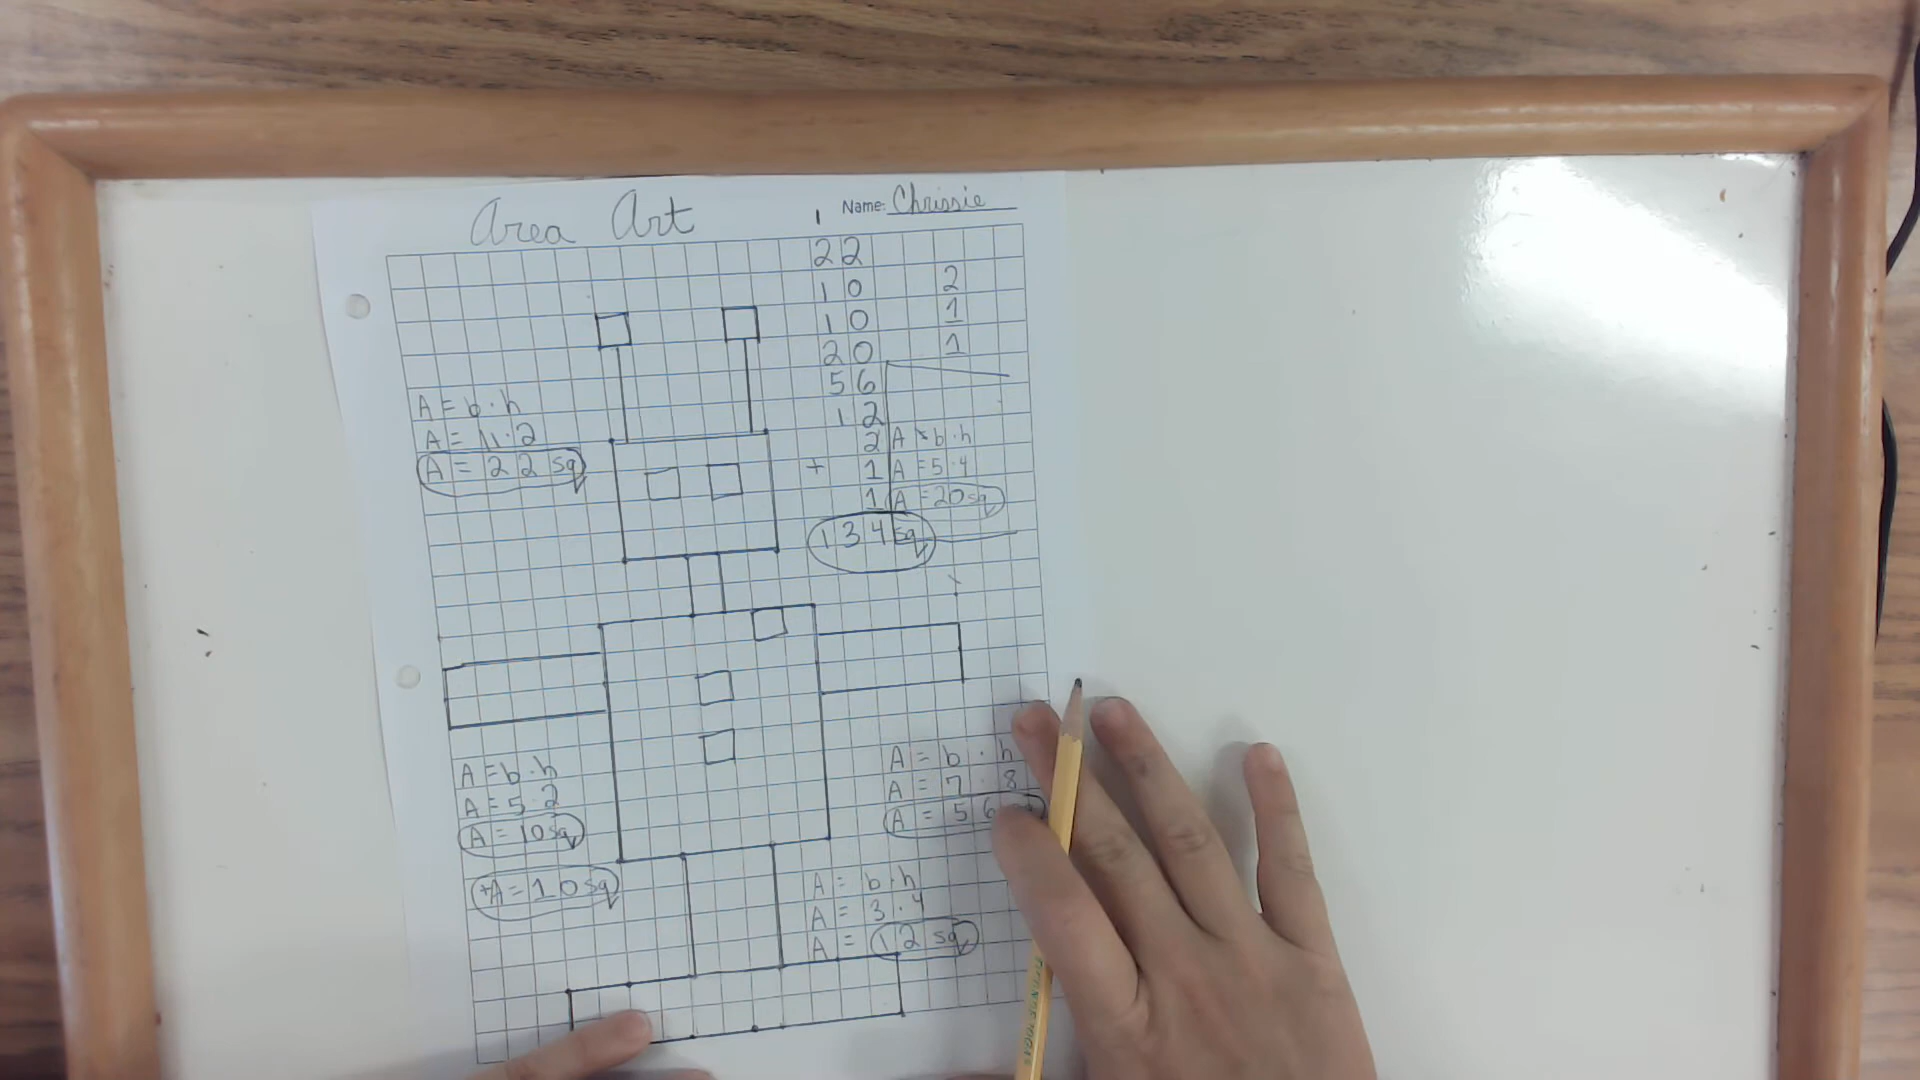 Area Art
Name: Chrissie
1
22
10
10
20
56
12
2
+ 1
1
134 sq
2
1
1
A = b · h
A = 11 · 2
A = 22 sq
A = b · h
A = 5 · 4
A = 20 sq
A = b · h
A = 5 · 2
A = 10 sq
+A = 10 sq
A = b · h
A = 7 · 8
A = 56
A = b · h
A = 3 · 4
A = 12 sq